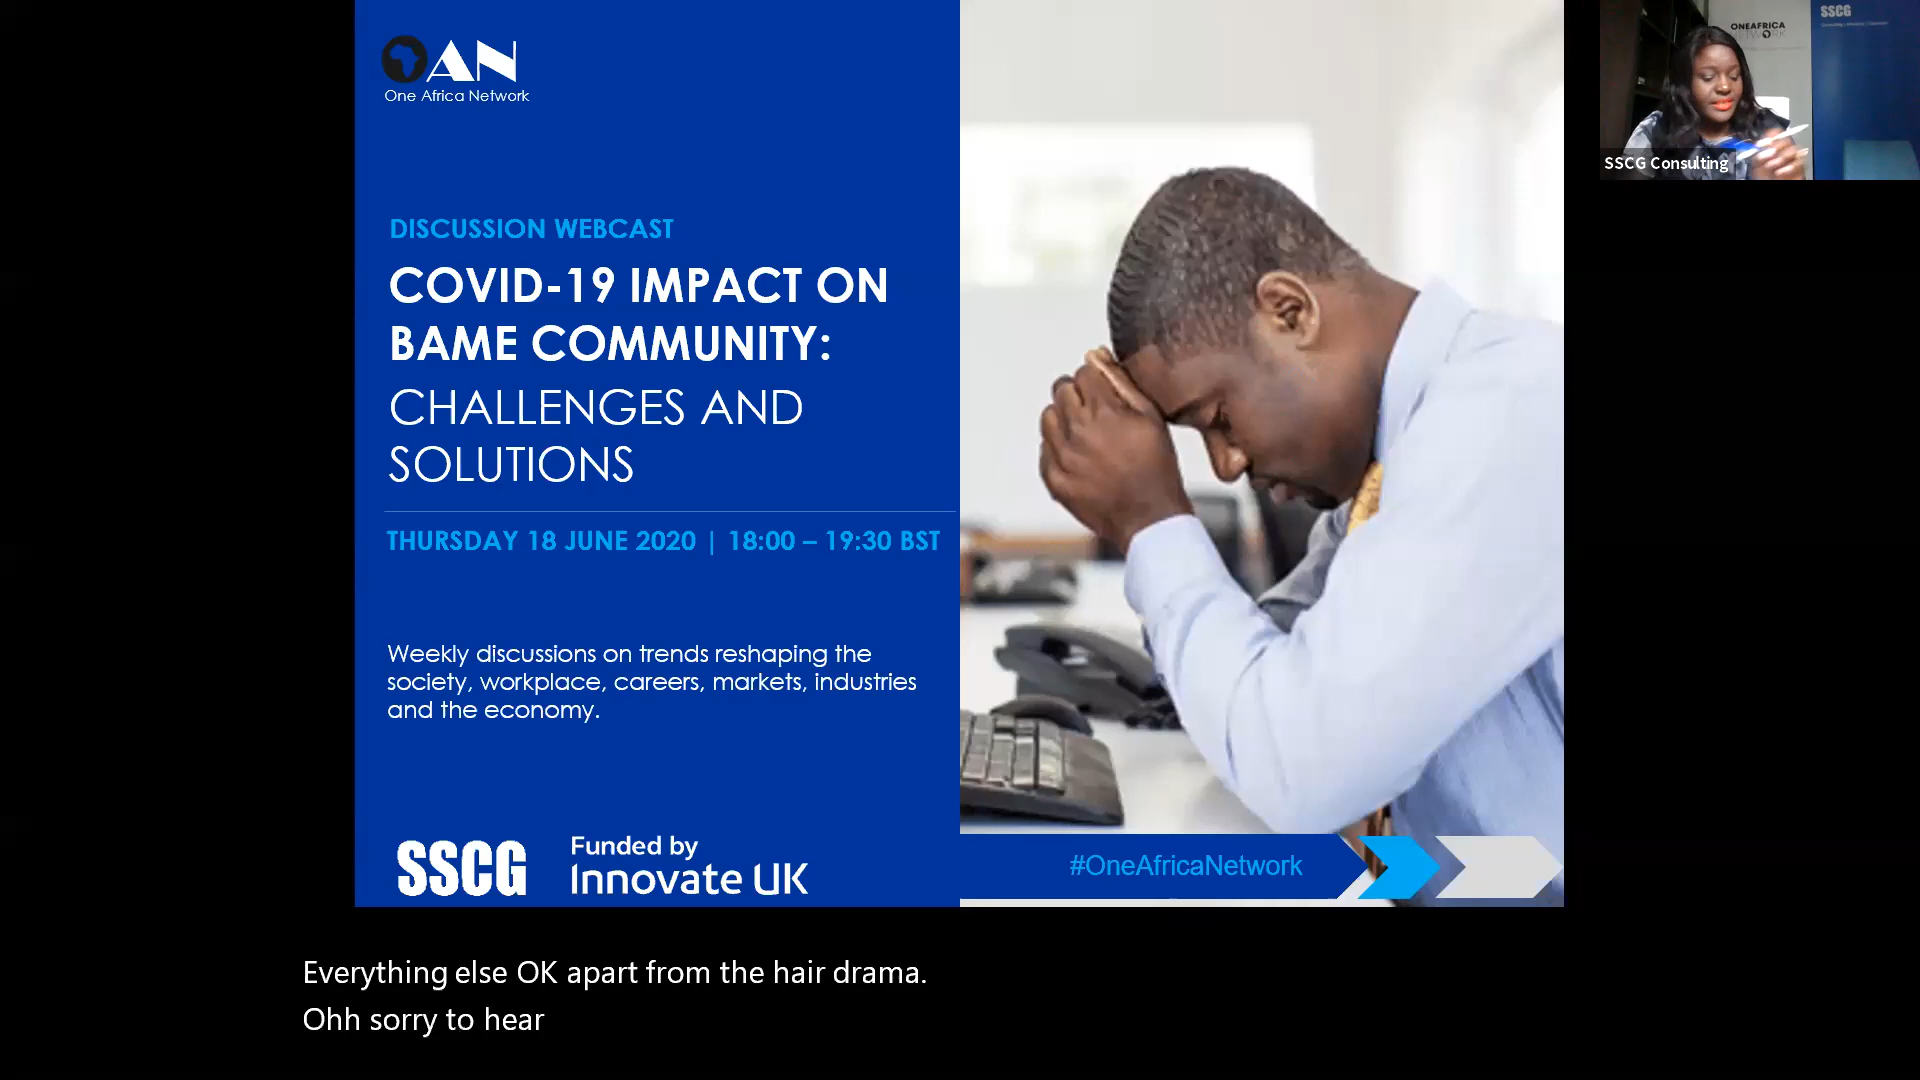 OAN
One Africa Network
DISCUSSION WEBCAST
COVID-19 IMPACT ON
BAME COMMUNITY:
CHALLENGES AND
SOLUTIONS
THURSDAY 18 JUNE 2020 | 18:00 – 19:30 BST
Weekly discussions on trends reshaping the
society, workplace, careers, markets, industries
and the economy.
SSCG
Funded by
Innovate UK
#OneAfricaNetwork
ONEAFRICA
NETWORK
SSCG
SSCG Consulting
Everything else OK apart from the hair drama.
Ohh sorry to hear